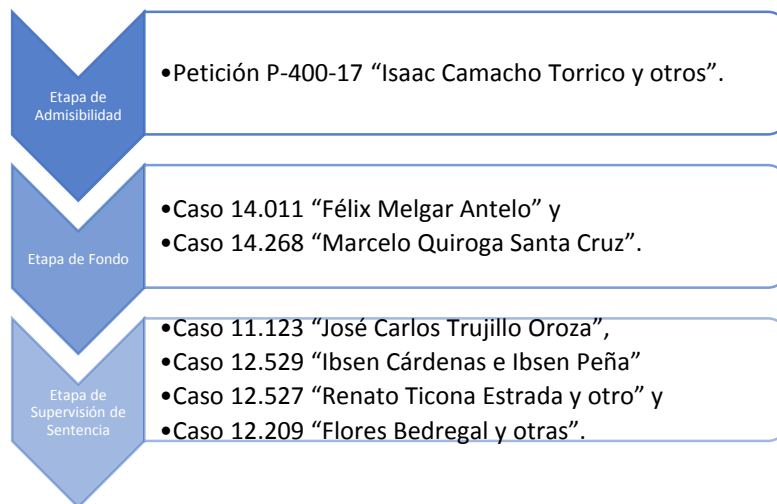 Etapa de
Admisibilidad
•Petición P-400-17 “Isaac Camacho Torrico y otros”.
Etapa de Fondo
•Caso 14.011 “Félix Melgar Antelo” y
•Caso 14.268 “Marcelo Quiroga Santa Cruz”.
Etapa de
Supervisión de
Sentencia
•Caso 11.123 “José Carlos Trujillo Oroza”,
•Caso 12.529 “Ibsen Cárdenas e Ibsen Peña”
•Caso 12.527 “Renato Ticona Estrada y otro” y
•Caso 12.209 “Flores Bedregal y otras”.